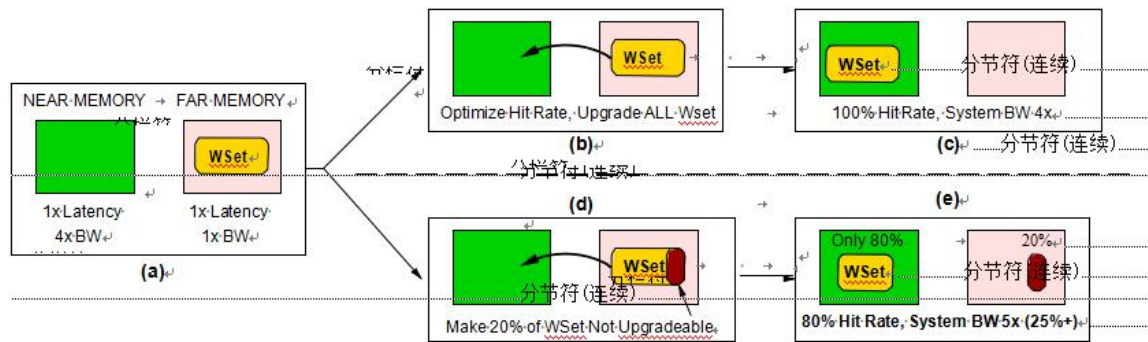 NEAR MEMORY → FAR MEMORY
WSet
1x Latency
4x BW
1x Latency
1x BW
(a)
WSet
Optimize Hit Rate, Upgrade ALL Wset
(b)
WSet
分节符(连续)
100% Hit Rate, System BW 4x
(c)
分节符(连续)
分节符(连续)
(d)
WSet
分节符(连续)
Make 20% of WSet Not Upgradeable
(e)
Only 80%
20%
WSet
分节符(连续)
80% Hit Rate, System BW 5x (25%+)